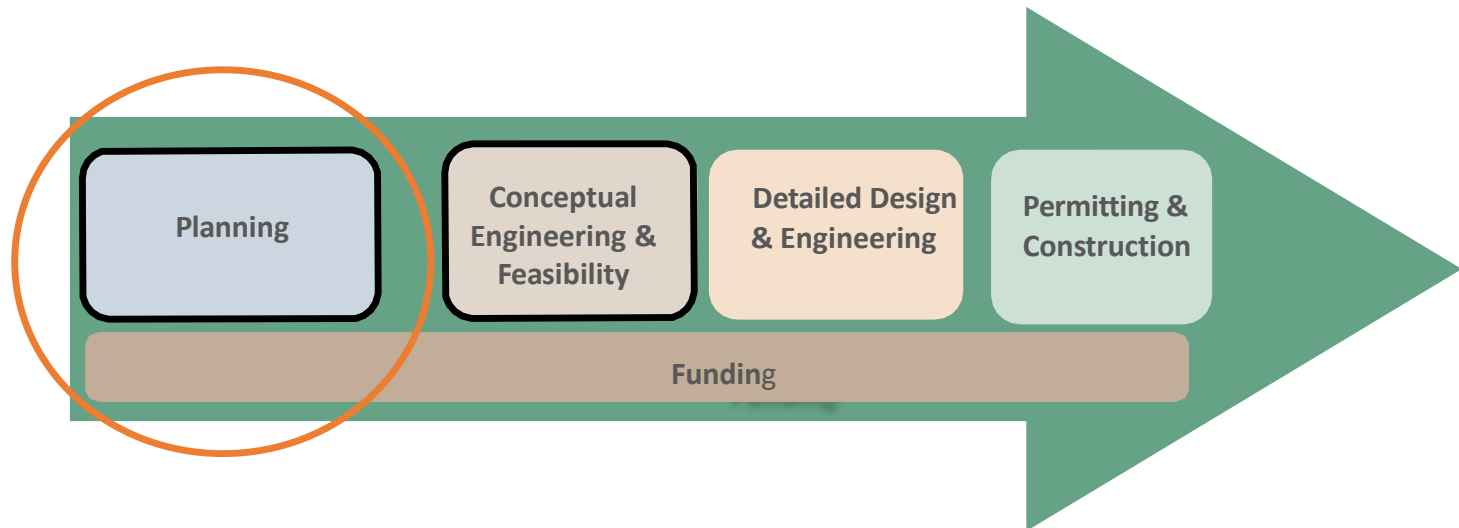 Planning
Conceptual
Engineering &
Feasibility
Detailed Design
& Engineering
Permitting &
Construction
Funding